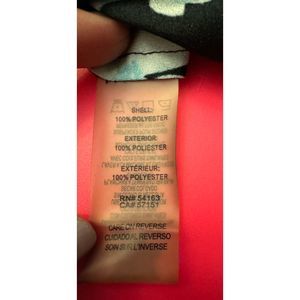 SHELL:
100% POLYESTER
EXTERIOR:
100% POLIESTER
EXTÉRIEUR:
100% POLYESTER
RN# 54163
CA# 57151
CARE ON REVERSE
CUIDADO AL REVERSO
SOIN SUR L'INVERSE